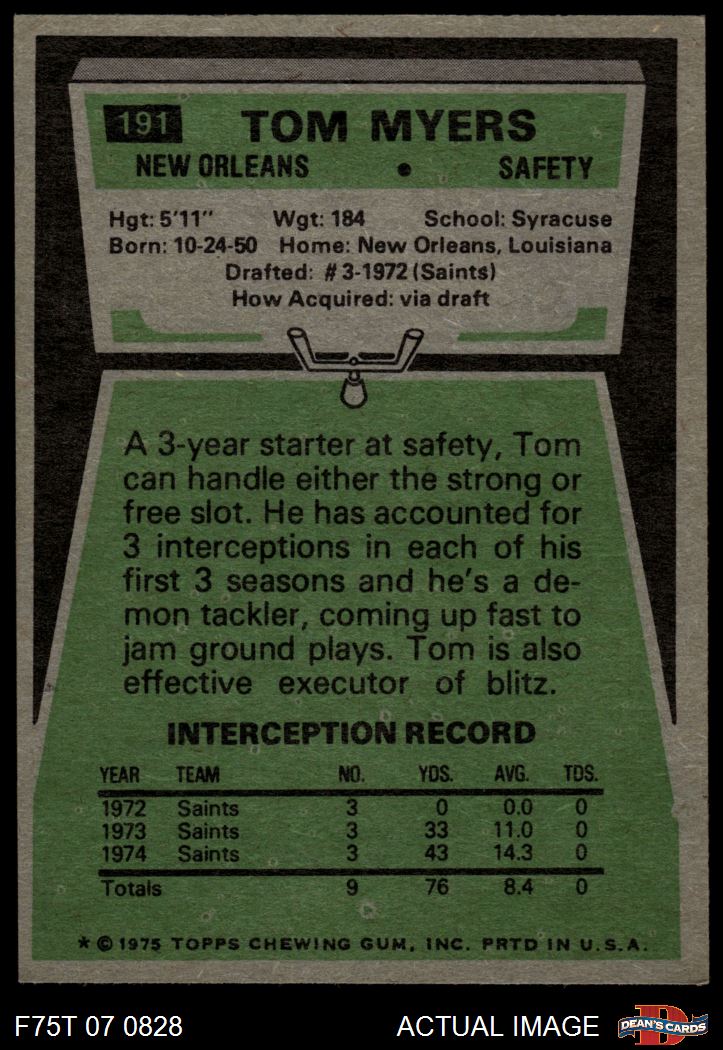 191 TOM MYERS
NEW ORLEANS • SAFETY
Hgt: 5'11" Wgt: 184 School: Syracuse
Born: 10-24-50 Home: New Orleans, Louisiana
Drafted: #3-1972 (Saints)
How Acquired: via draft
A 3-year starter at safety, Tom
can handle either the strong or
free slot. He has accounted for
3 interceptions in each of his
first 3 seasons and he's a de-
mon tackler, coming up fast to
jam ground plays. Tom is also
effective executor of blitz.
INTERCEPTION RECORD
YEAR TEAM NO. YDS. AVG. TDS.
1972 Saints 3 0 0.0 0
1973 Saints 3 33 11.0 0
1974 Saints 3 43 14.3 0
Totals 9 76 8.4 0
* © 1975 TOPPS CHEWING GUM, INC. PRTD IN U.S.A.
F75T 07 0828 ACTUAL IMAGE D DEAN'S CARDS